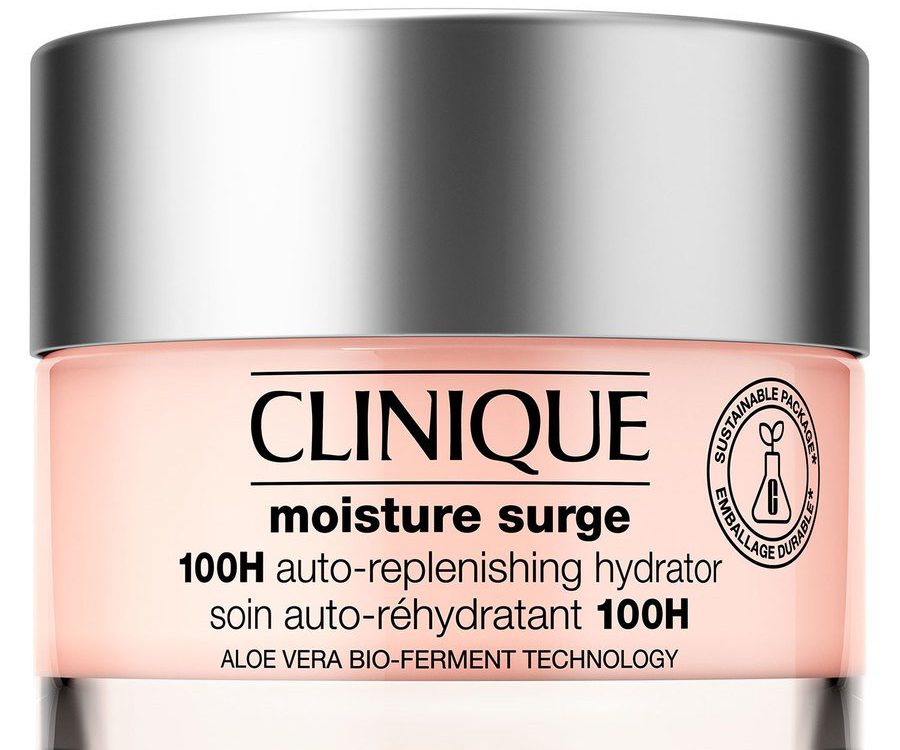 CLINIQUE
moisture surge
100H auto-replenishing hydrator
soin auto-réhydratant 100H
ALOE VERA BIO-FERMENT TECHNOLOGY
SUSTAINABLE PACKAGE*
EMBALLAGE DURABLE*
C